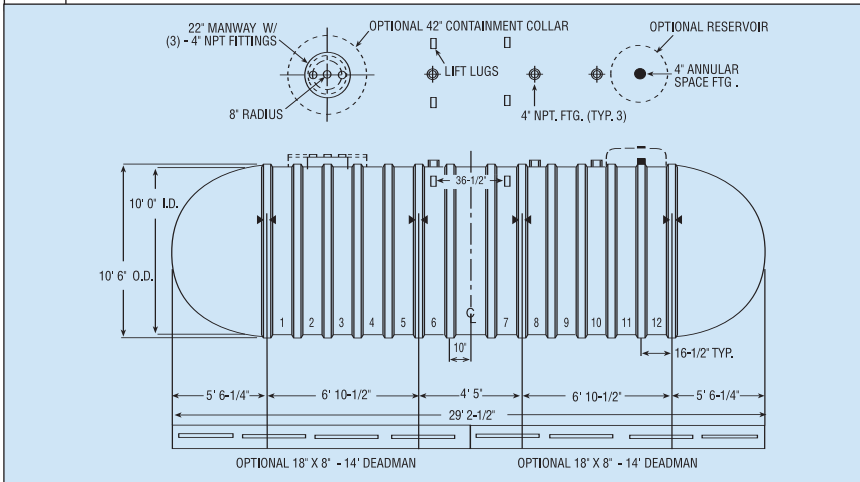 22" MANWAY W/
(3) - 4" NPT FITTINGS
OPTIONAL 42" CONTAINMENT COLLAR
OPTIONAL RESERVOIR
LIFT LUGS
4" ANNULAR
SPACE FTG .
8" RADIUS
4" NPT. FTG. (TYP. 3)
36-1/2"
10' 0" I.D.
10' 6" O.D.
1 2 3 4 5 6 7 8 9 10 11 12
CL
10"
16-1/2" TYP.
5' 6-1/4" 6' 10-1/2" 4' 5" 6' 10-1/2" 5' 6-1/4"
29' 2-1/2"
OPTIONAL 18" X 8" - 14' DEADMAN OPTIONAL 18" X 8" - 14' DEADMAN